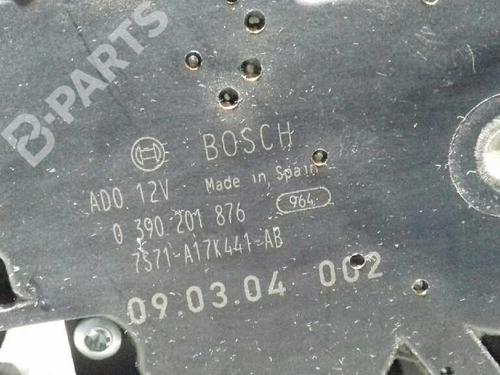 B-PARTS
BOSCH
ADO. 12V Made in Spain
0 390 201 876 964
7S71-A17K441-AB
09.03.04 002